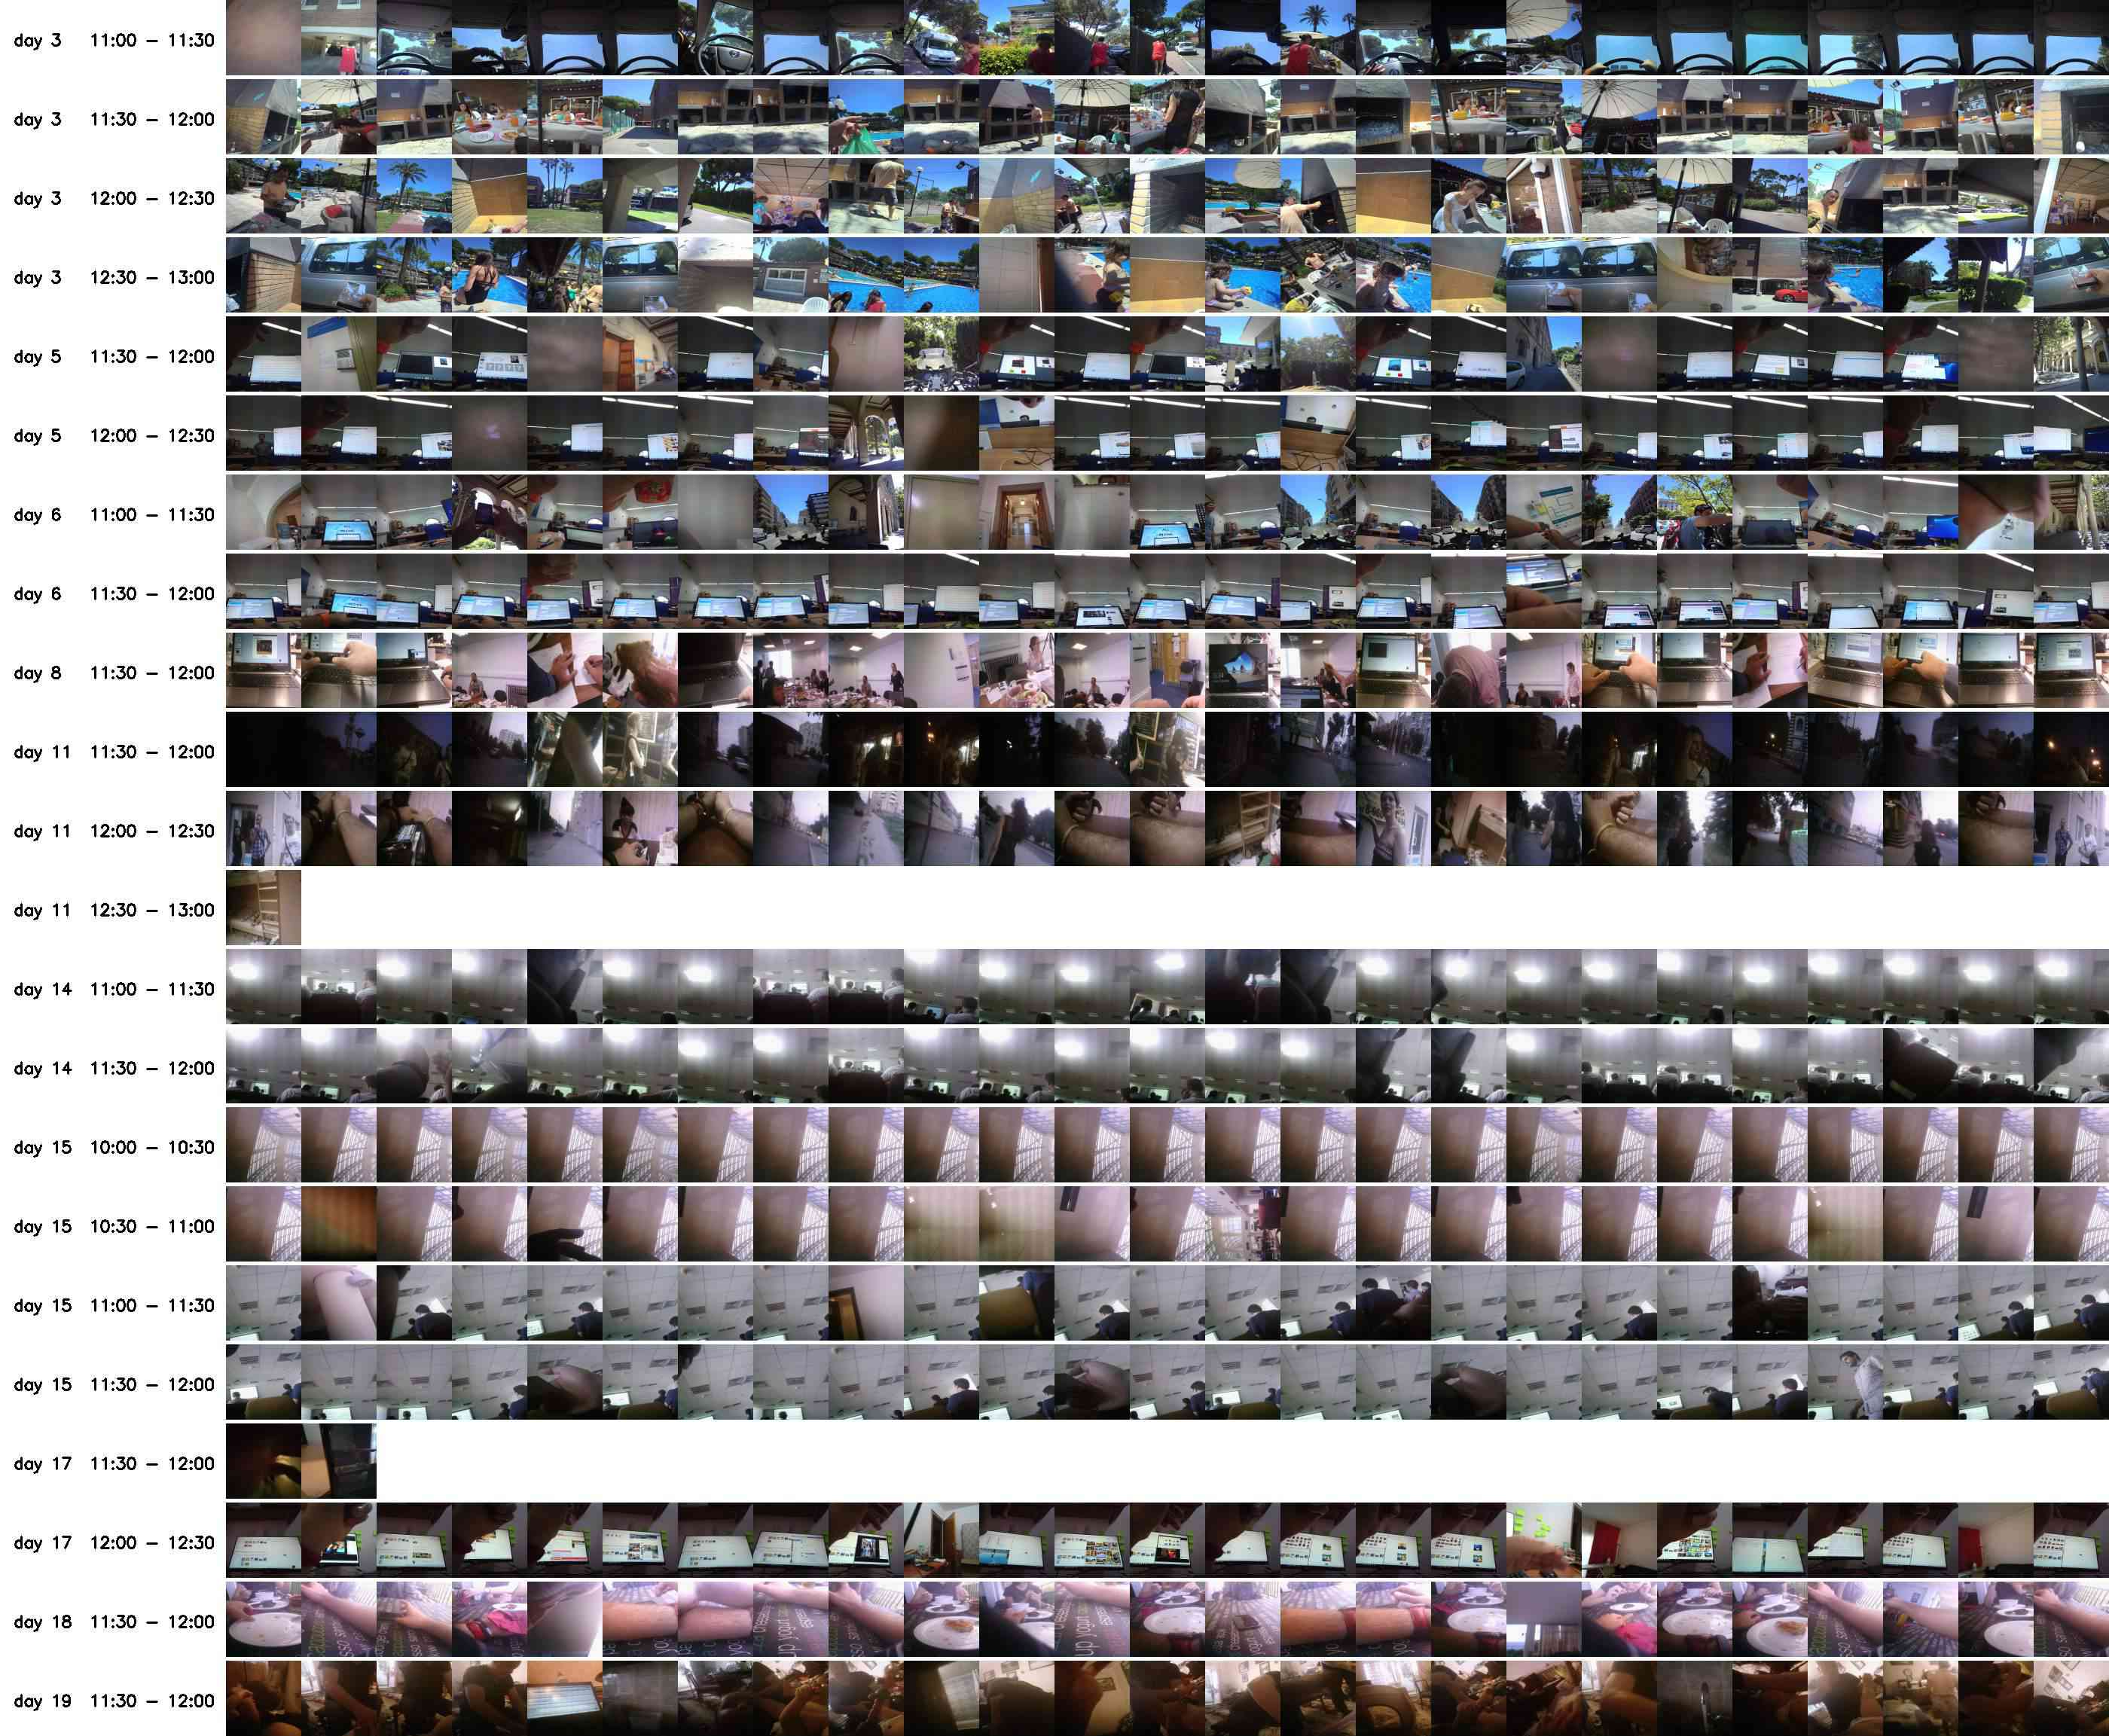 day 3 11:00 – 11:30
day 3 11:30 – 12:00
day 3 12:00 – 12:30
day 3 12:30 – 13:00
day 5 11:30 – 12:00
day 5 12:00 – 12:30
day 6 11:00 – 11:30
day 6 11:30 – 12:00
day 8 11:30 – 12:00
day 11 11:30 – 12:00
day 11 12:00 – 12:30
day 11 12:30 – 13:00
day 14 11:00 – 11:30
day 14 11:30 – 12:00
day 15 10:00 – 10:30
day 15 10:30 – 11:00
day 15 11:00 – 11:30
day 15 11:30 – 12:00
day 17 11:30 – 12:00
day 17 12:00 – 12:30
day 18 11:30 – 12:00
day 19 11:30 – 12:00